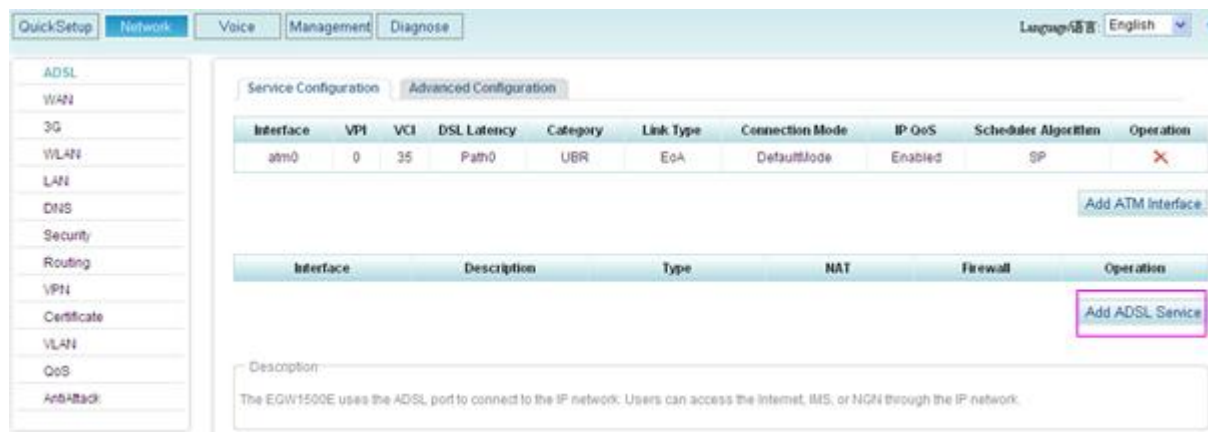 QuickSetup Network Voice Management Diagnose Language/语言: English
ADSL
WAN
3G
WLAN
LAN
DNS
Security
Routing
VPN
Certificate
VLAN
QoS
AntiAttack
Service Configuration Advanced Configuration
Interface VPI VCI DSL Latency Category Link Type Connection Mode IP QoS Scheduler Algorithm Operation
atm0 0 35 Path0 UBR EoA DefaultMode Enabled SP
Add ATM Interface
Interface Description Type NAT Firewall Operation
Add ADSL Service
Description
The EGW1500E uses the ADSL port to connect to the IP network. Users can access the Internet, IMS, or NGN through the IP network.